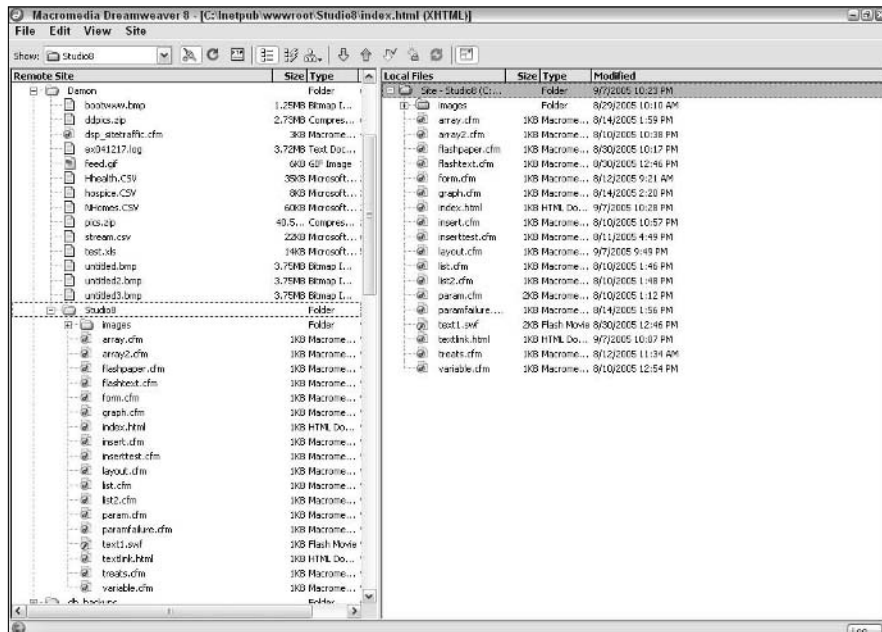 Macromedia Dreamweaver 8 - [C:\Inetpub\wwwroot\Studio8\index.html (XHTML)]
File Edit View Site
Show: Studio8
Remote Site Size Type
Damon Folder
bootwww.bmp 1.25MB Bitmap I...
ddpics.zip 2.73MB Compres...
dsp_sitetraffic.cfm 3KB Macrome...
ex041217.log 3.72MB Text Doc...
feed.gif 6KB GIF Image
Hhealth.CSV 35KB Microsoft...
hospice.CSV 8KB Microsoft...
NHomes.CSV 60KB Microsoft...
pics.zip 40.5... Compres...
stream.csv 22KB Microsoft...
test.xls 14KB Microsoft...
untitled.bmp 3.75MB Bitmap I...
untitled2.bmp 3.75MB Bitmap I...
untitled3.bmp 3.75MB Bitmap I...
Studio8 Folder
images Folder
array.cfm 1KB Macrome...
array2.cfm 1KB Macrome...
flashpaper.cfm 1KB Macrome...
flashtext.cfm 1KB Macrome...
form.cfm 1KB Macrome...
graph.cfm 1KB Macrome...
index.html 1KB HTML Do...
insert.cfm 1KB Macrome...
inserttest.cfm 1KB Macrome...
layout.cfm 1KB Macrome...
list.cfm 1KB Macrome...
list2.cfm 1KB Macrome...
param.cfm 1KB Macrome...
paramfailure.cfm 1KB Macrome...
text1.swf 1KB Flash Movie
textlink.html 1KB HTML Do...
treats.cfm 1KB Macrome...
variable.cfm 1KB Macrome...
db_backups Folder
Local Files Size Type Modified
Site - Studio8 (C:... Folder 9/7/2005 10:23 PM
images Folder 8/29/2005 10:10 AM
array.cfm 1KB Macrome... 8/14/2005 1:59 PM
array2.cfm 1KB Macrome... 8/10/2005 10:38 PM
flashpaper.cfm 1KB Macrome... 8/30/2005 10:17 PM
flashtext.cfm 1KB Macrome... 8/30/2005 12:46 PM
form.cfm 1KB Macrome... 8/12/2005 9:21 AM
graph.cfm 1KB Macrome... 8/14/2005 2:20 PM
index.html 1KB HTML Do... 9/7/2005 10:28 PM
insert.cfm 1KB Macrome... 8/10/2005 10:57 PM
inserttest.cfm 1KB Macrome... 8/11/2005 4:49 PM
layout.cfm 1KB Macrome... 9/7/2005 9:49 PM
list.cfm 1KB Macrome... 8/10/2005 1:46 PM
list2.cfm 1KB Macrome... 8/10/2005 1:48 PM
param.cfm 2KB Macrome... 8/10/2005 1:12 PM
paramfailure.... 1KB Macrome... 8/14/2005 1:56 PM
text1.swf 2KB Flash Movie 8/30/2005 12:46 PM
textlink.html 1KB HTML Do... 9/7/2005 10:07 PM
treats.cfm 1KB Macrome... 8/12/2005 11:34 AM
variable.cfm 1KB Macrome... 8/10/2005 12:54 PM